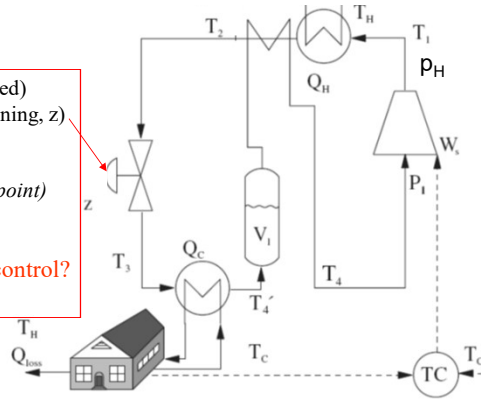 T₂
T_H
T₁
Q_H
p_H
ed)
ning, z)
W_s
point)
z
P₁
Q_C
V₁
control?
T₃
T₄
T₄´
T_H
Q_loss
T_C
TC